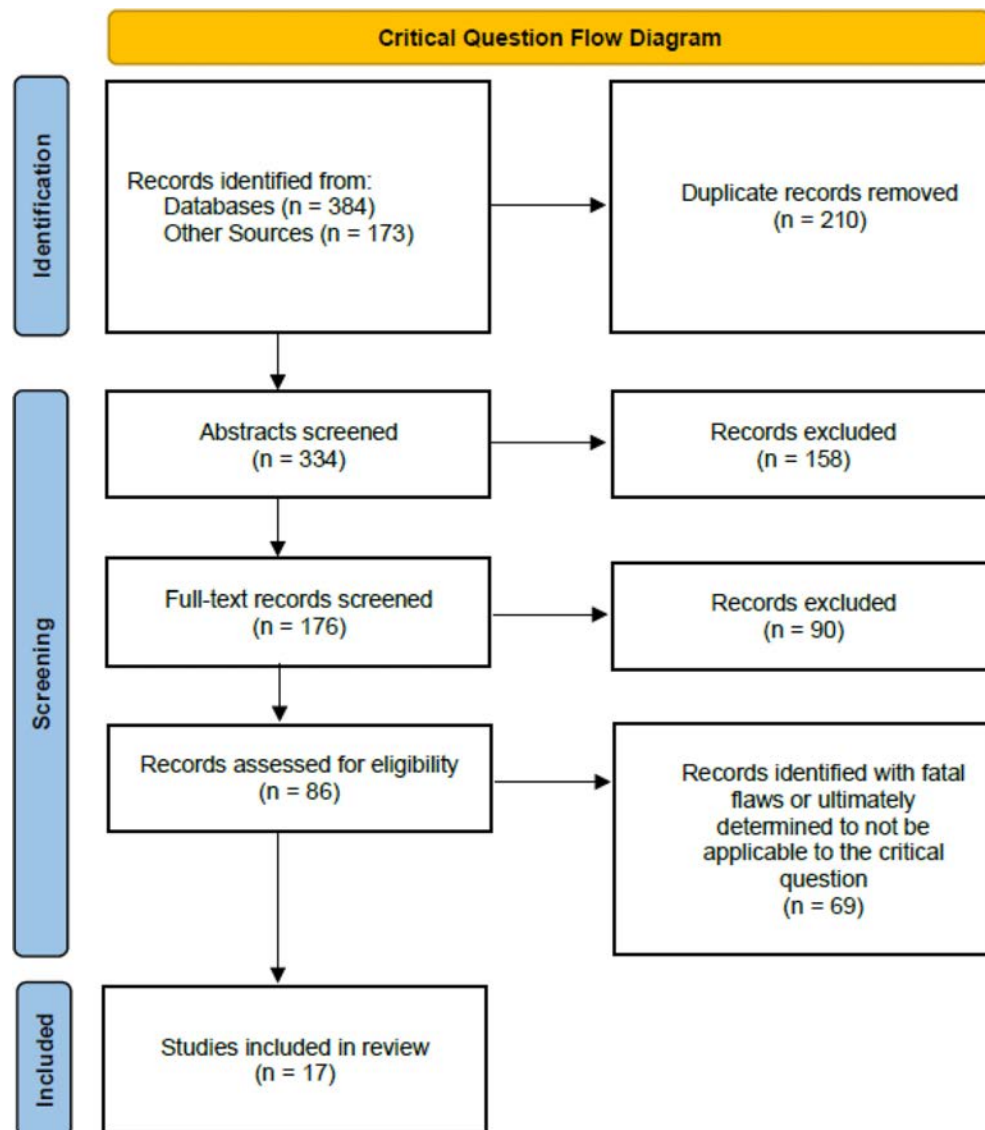 Critical Question Flow Diagram
Identification
Records identified from:
Databases (n = 384)
Other Sources (n = 173)
Duplicate records removed
(n = 210)
Screening
Abstracts screened
(n = 334)
Records excluded
(n = 158)
Full-text records screened
(n = 176)
Records excluded
(n = 90)
Records assessed for eligibility
(n = 86)
Records identified with fatal
flaws or ultimately
determined to not be
applicable to the critical
question
(n = 69)
Included
Studies included in review
(n = 17)